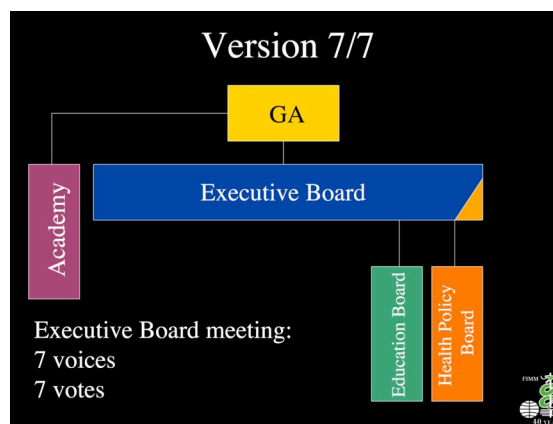 Version 7/7
GA
Executive Board
Academy
Education Board
Health Policy
Board
Executive Board meeting:
7 voices
7 votes
FIMM